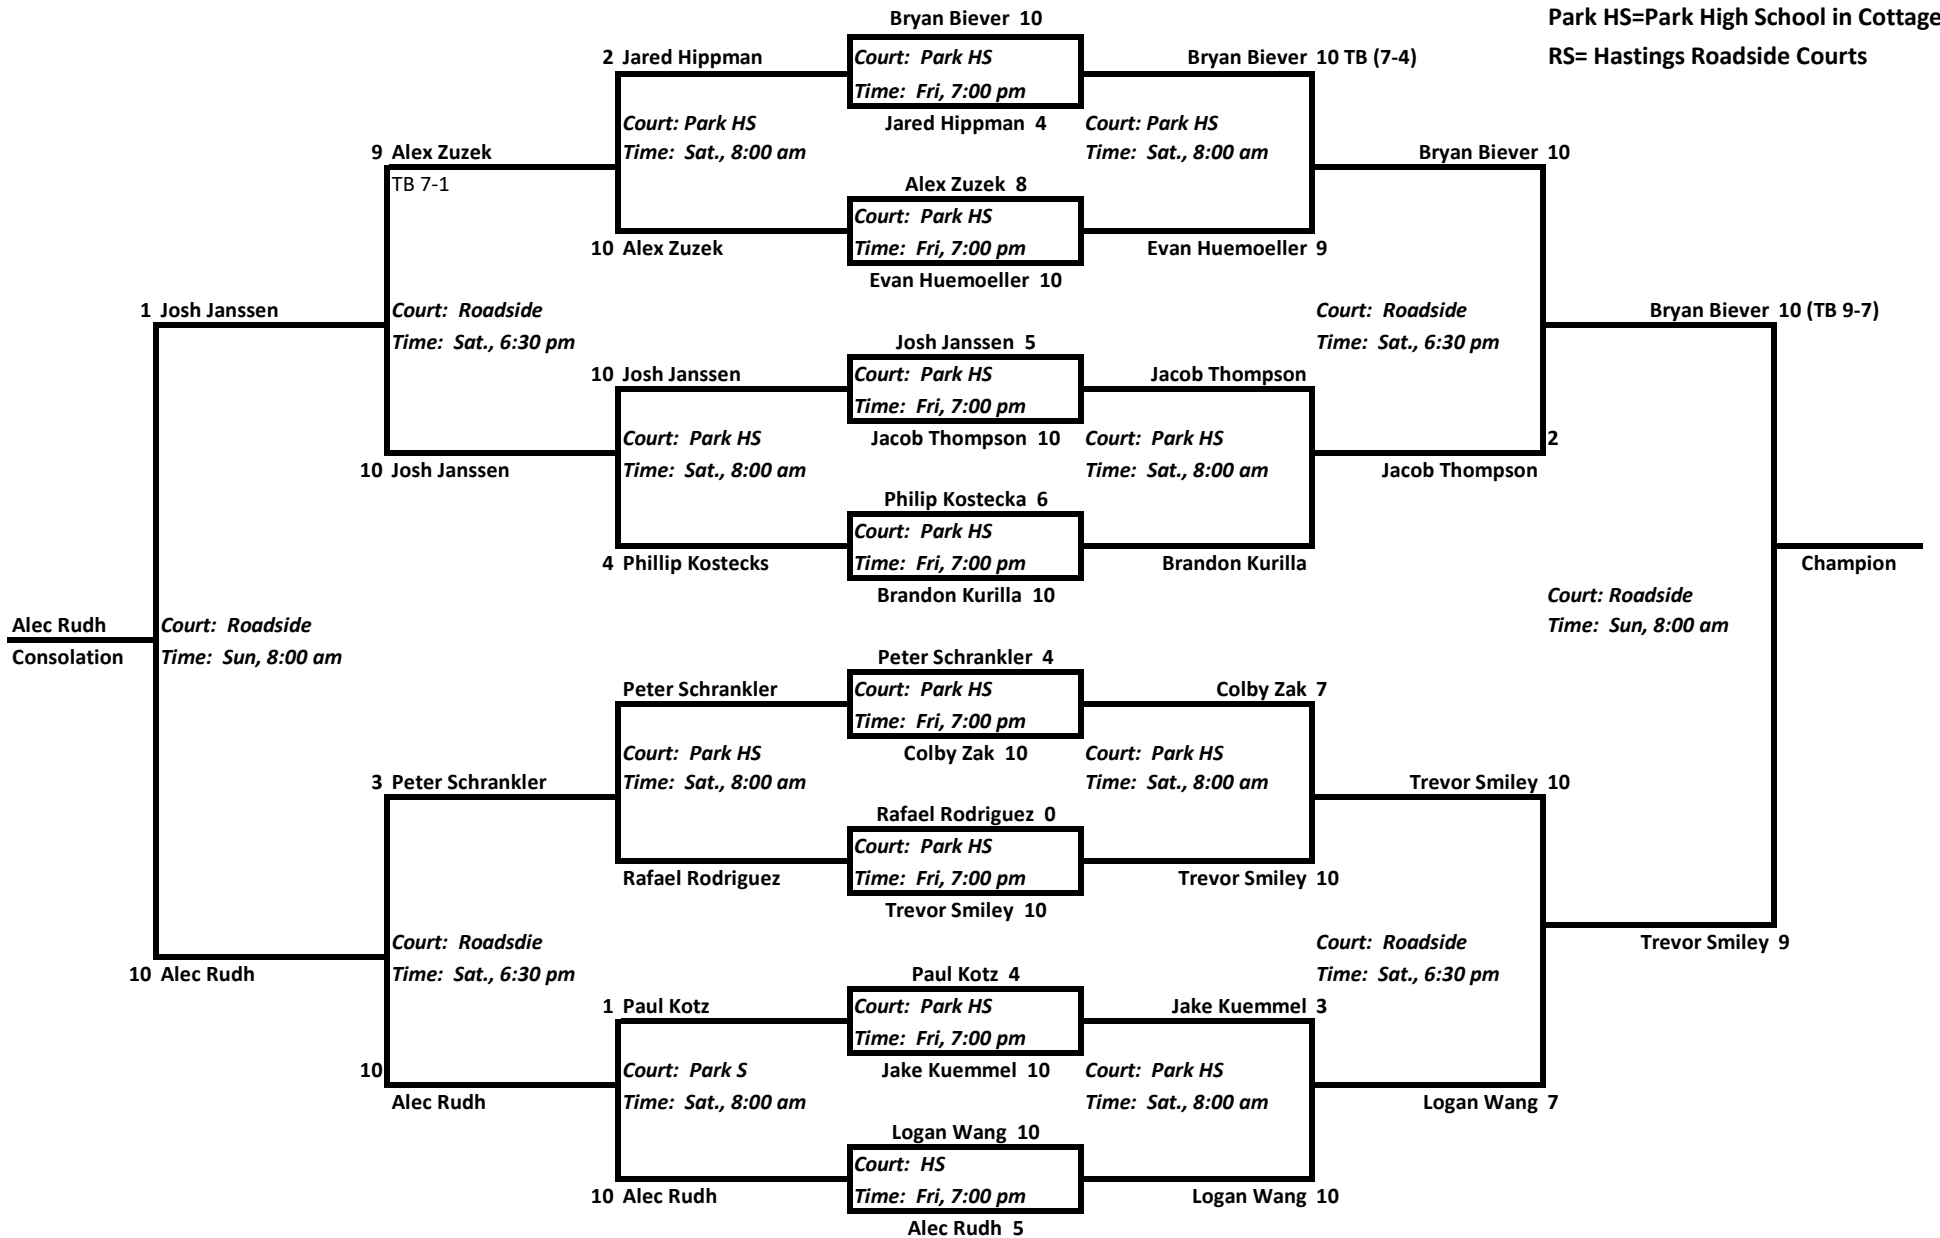 Bryan Biever 10
Park HS=Park High School in Cottage
2 Jared Hippman
Court: Park HS
Bryan Biever 10 TB (7-4)
RS= Hastings Roadside Courts
Time: Fri, 7:00 pm
Court: Park HS
Jared Hippman 4
Court: Park HS
9 Alex Zuzek
Time: Sat., 8:00 am
Time: Sat., 8:00 am
Bryan Biever 10
TB 7-1
Alex Zuzek 8
Court: Park HS
10 Alex Zuzek
Time: Fri, 7:00 pm
Evan Huemoeller 9
Evan Huemoeller 10
1 Josh Janssen
Court: Roadside
Court: Roadside
Bryan Biever 10 (TB 9-7)
Time: Sat., 6:30 pm
Josh Janssen 5
Time: Sat., 6:30 pm
10 Josh Janssen
Court: Park HS
Jacob Thompson
Time: Fri, 7:00 pm
Court: Park HS
Jacob Thompson 10
Court: Park HS
2
10 Josh Janssen
Time: Sat., 8:00 am
Time: Sat., 8:00 am
Jacob Thompson
Philip Kostecka 6
Court: Park HS
4 Phillip Kostecks
Time: Fri, 7:00 pm
Brandon Kurilla
Champion
Brandon Kurilla 10
Court: Roadside
Alec Rudh
Court: Roadside
Time: Sun, 8:00 am
Consolation
Time: Sun, 8:00 am
Peter Schrankler 4
Peter Schrankler
Court: Park HS
Colby Zak 7
Time: Fri, 7:00 pm
Court: Park HS
Colby Zak 10
Court: Park HS
3 Peter Schrankler
Time: Sat., 8:00 am
Time: Sat., 8:00 am
Trevor Smiley 10
Rafael Rodriguez 0
Court: Park HS
Rafael Rodriguez
Time: Fri, 7:00 pm
Trevor Smiley 10
Trevor Smiley 10
Court: Roadsdie
Court: Roadside
Trevor Smiley 9
10 Alec Rudh
Time: Sat., 6:30 pm
Paul Kotz 4
Time: Sat., 6:30 pm
1 Paul Kotz
Court: Park HS
Jake Kuemmel 3
Time: Fri, 7:00 pm
10
Court: Park S
Jake Kuemmel 10
Court: Park HS
Alec Rudh
Time: Sat., 8:00 am
Time: Sat., 8:00 am
Logan Wang 7
Logan Wang 10
Court: HS
10 Alec Rudh
Time: Fri, 7:00 pm
Logan Wang 10
Alec Rudh 5